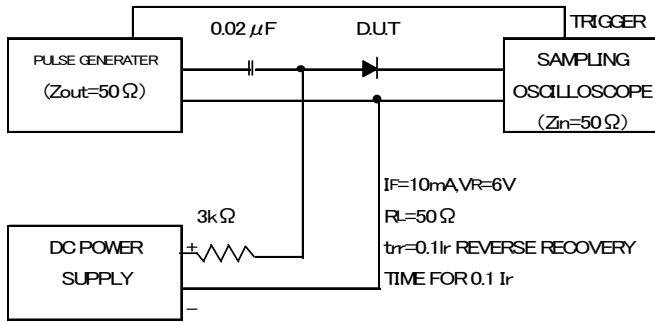 TRIGGER
0.02 μF
D.U.T
PULSE GENERATER
(Zout=50Ω)
SAMPLING
OSCILLOSCOPE
(Zin=50Ω)
IF=10mA,VR=6V
RL=50Ω
trr=0.1Ir REVERSE RECOVERY
TIME FOR 0.1 Ir
3kΩ
DC POWER
SUPPLY
+
−